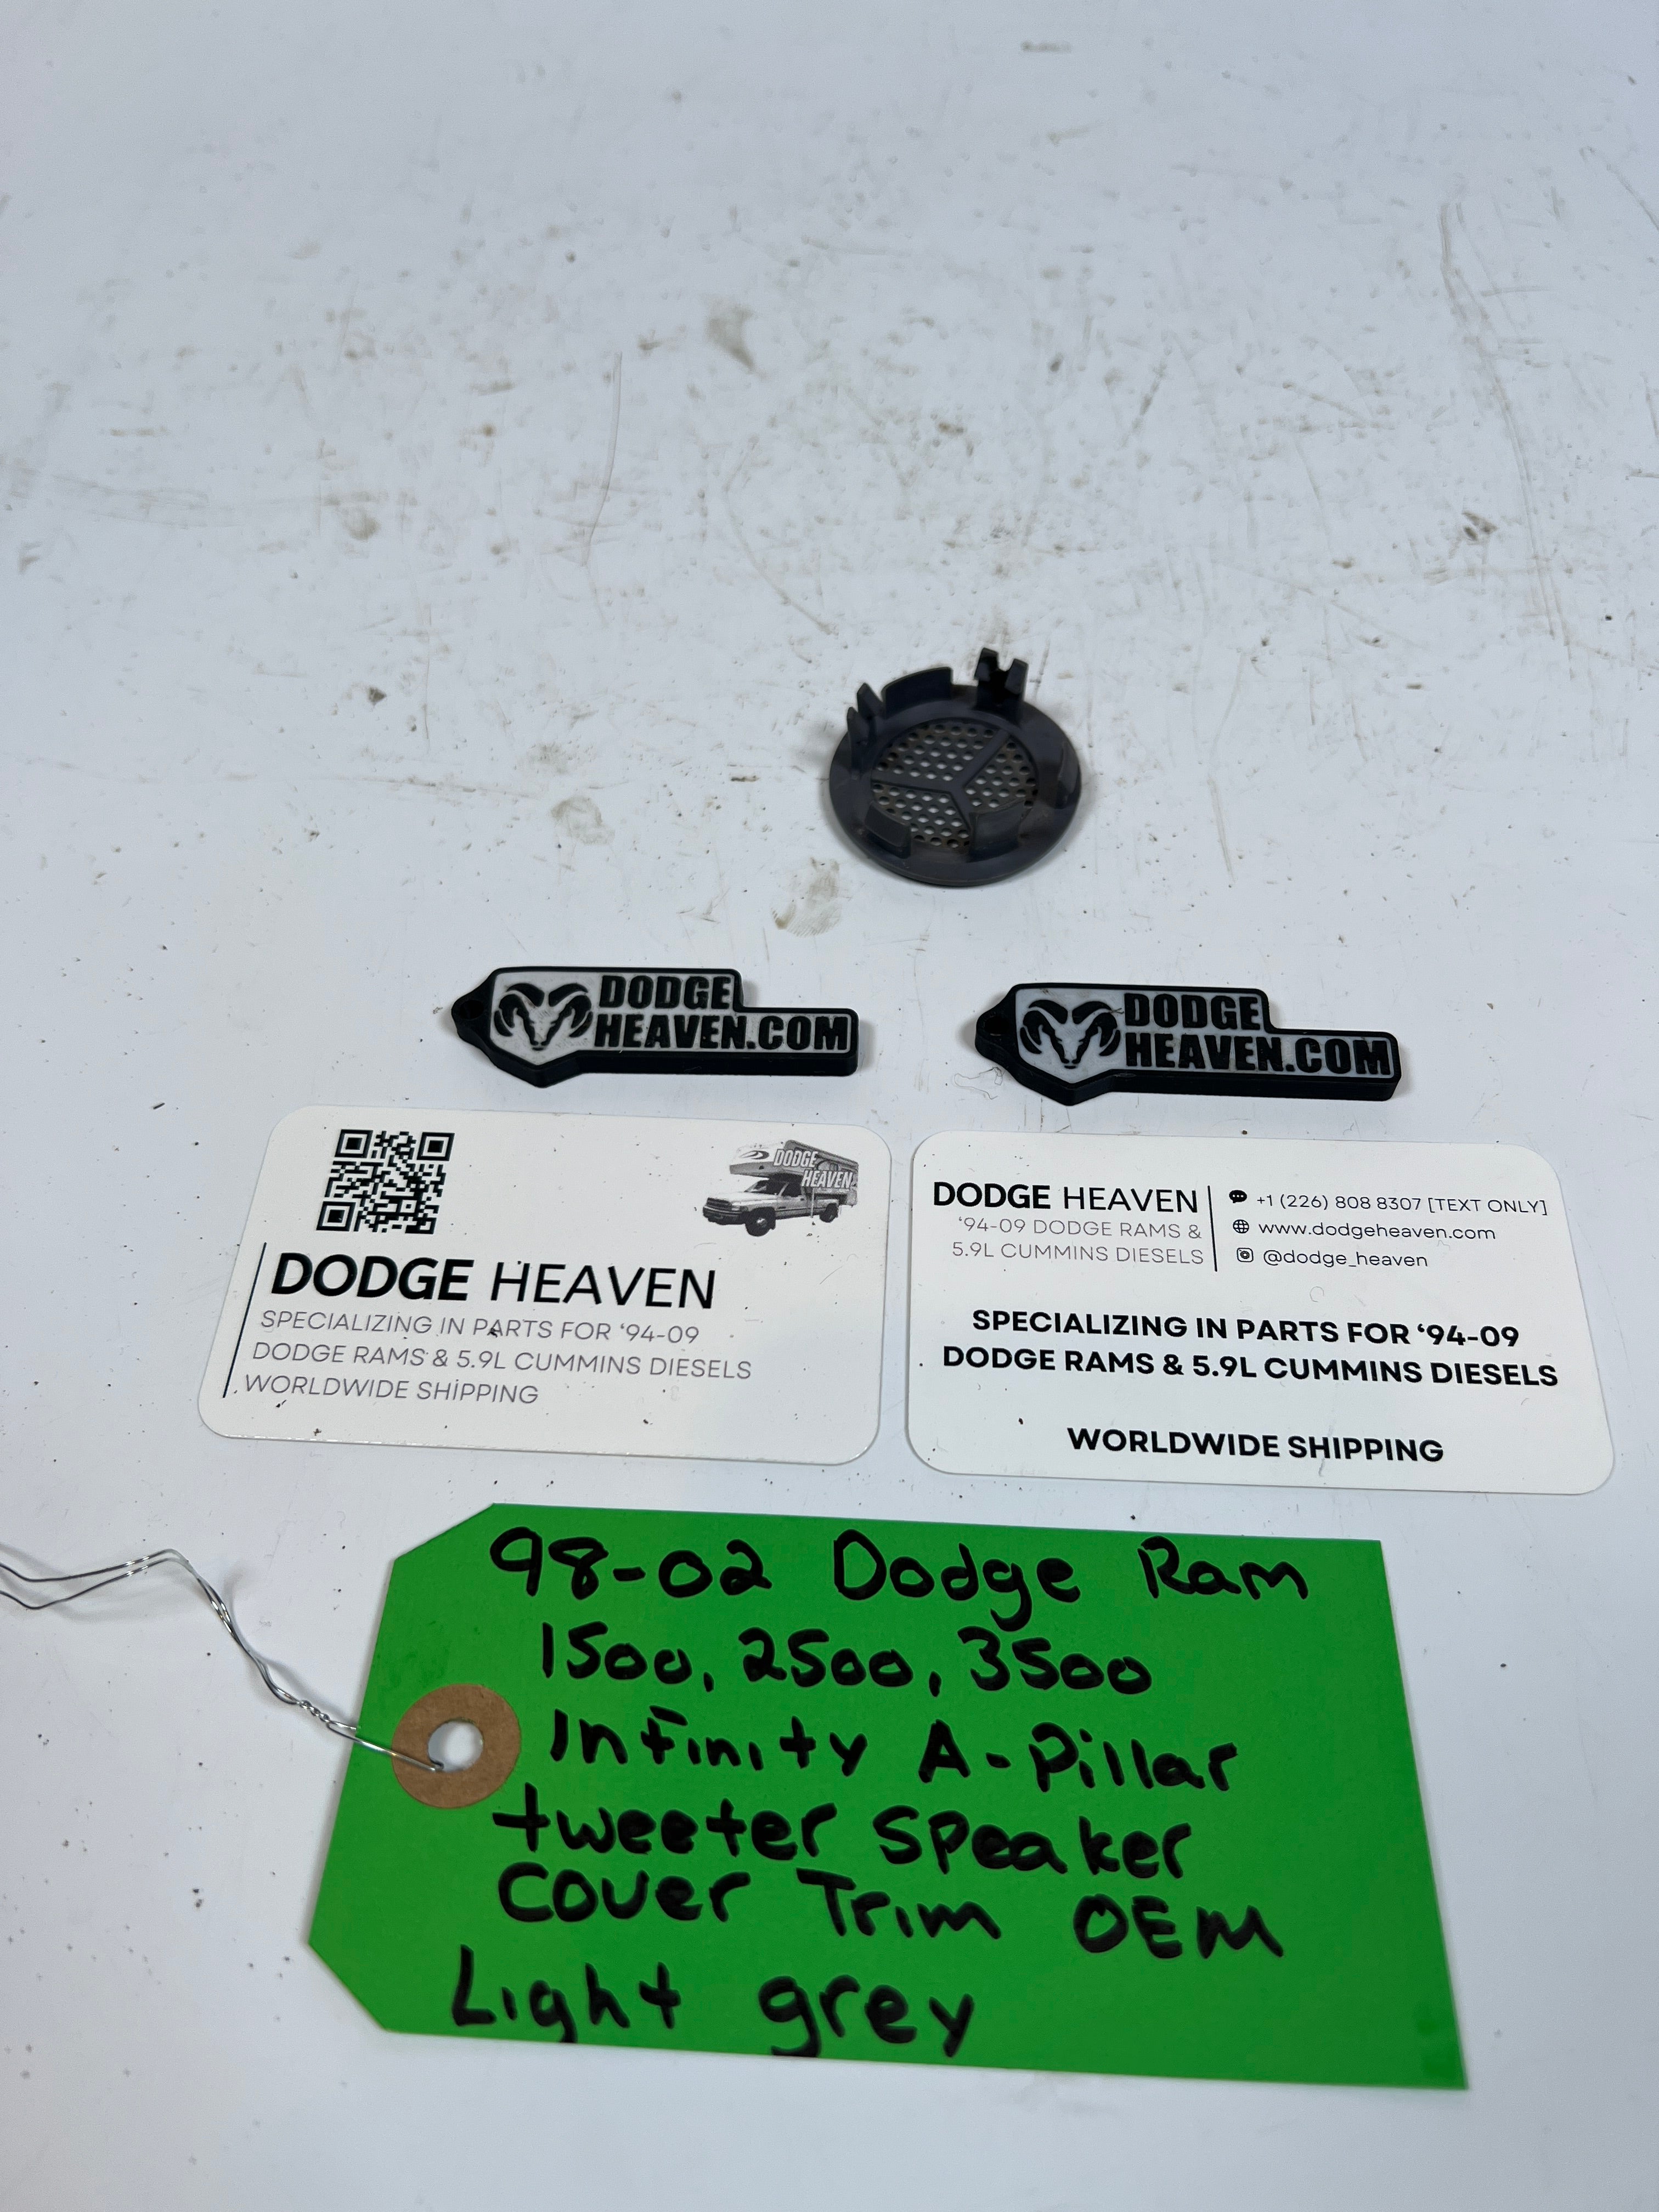 DODGE
HEAVEN.COM
DODGE
HEAVEN.COM
DODGE
HEAVEN
DODGE HEAVEN
SPECIALIZING IN PARTS FOR ‘94-09
DODGE RAMS & 5.9L CUMMINS DIESELS
WORLDWIDE SHIPPING
DODGE HEAVEN
‘94-09 DODGE RAMS &
5.9L CUMMINS DIESELS
+1 (226) 808 8307 [TEXT ONLY]
www.dodgeheaven.com
@dodge_heaven
SPECIALIZING IN PARTS FOR ‘94-09
DODGE RAMS & 5.9L CUMMINS DIESELS
WORLDWIDE SHIPPING
98-02 Dodge Ram
1500, 2500, 3500
Infinity A-Pillar
tweeter speaker
cover Trim OEM
Light grey